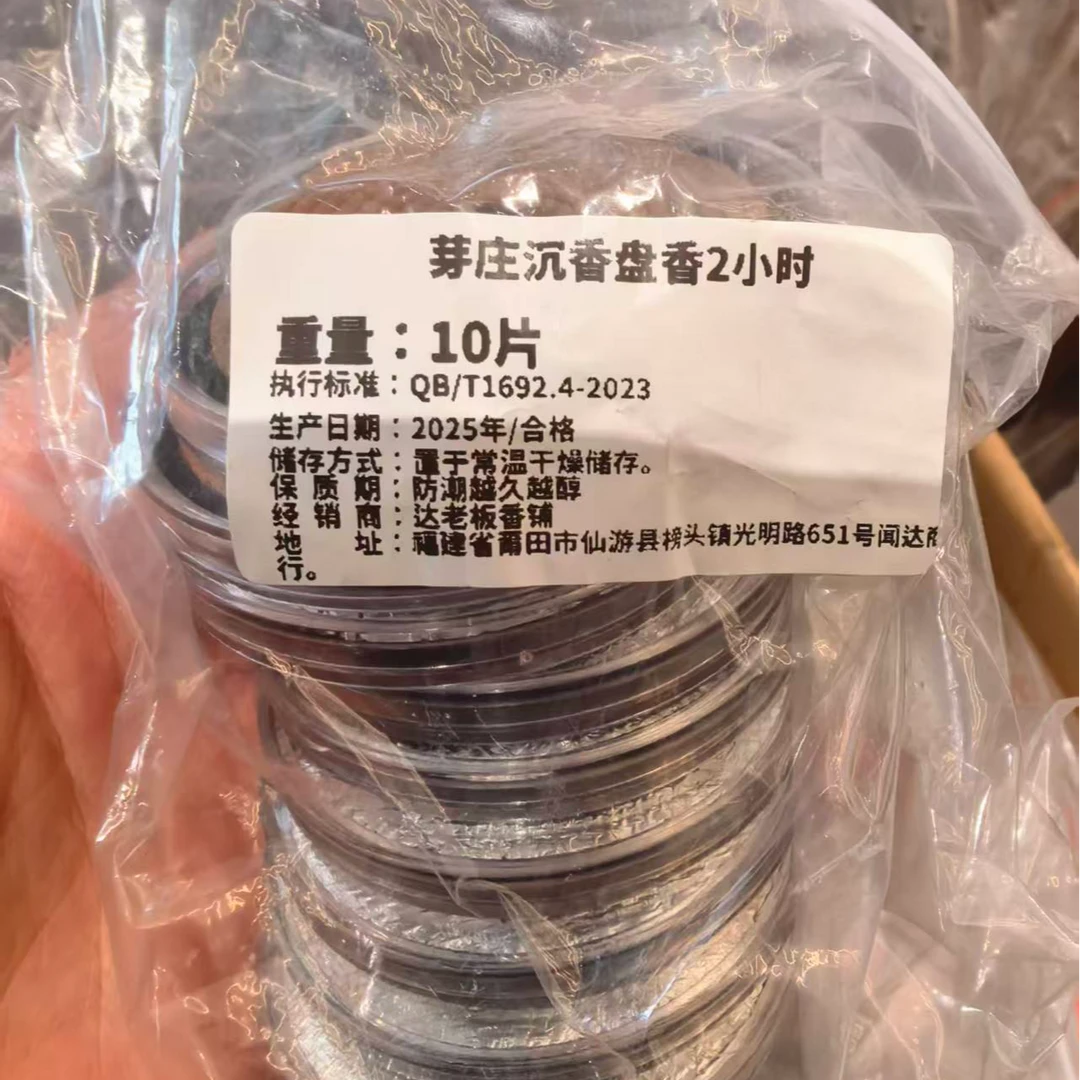 芽庄沉香盘香2小时
重量：10片
执行标准：QB/T1692.4-2023
生产日期：2025年/合格
储存方式：置于常温干燥储存。
保 质 期：防潮越久越醇
经 销 商：达老板香铺
地 址：福建省莆田市仙游县榜头镇光明路651号闻达商
行。